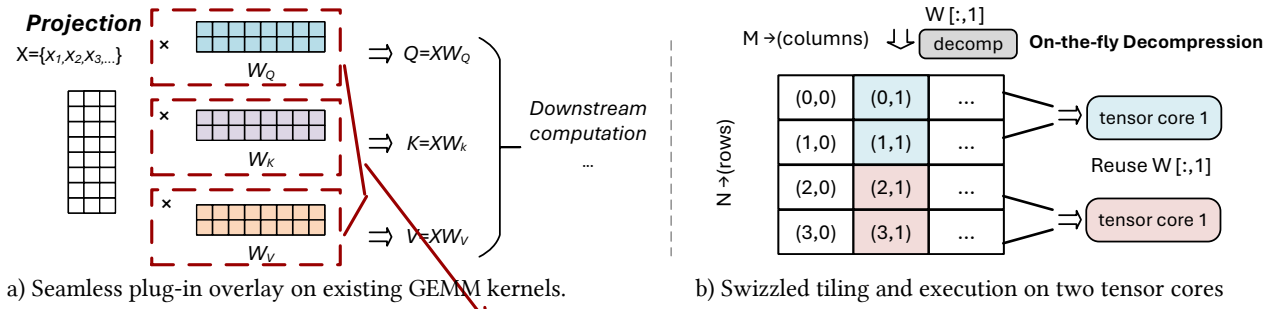 Projection
X={x1,x2,x3,...}
×
WQ
⇒ Q=XWQ
×
WK
⇒ K=XWk
×
WV
⇒ V=XWV
Downstream
computation
...
a) Seamless plug-in overlay on existing GEMM kernels.
W [:,1]
M →(columns)
decomp
On-the-fly Decompression
N →(rows)
(0,0) (0,1) ...
(1,0) (1,1) ...
(2,0) (2,1) ...
(3,0) (3,1) ...
tensor core 1
Reuse W [:,1]
tensor core 1
b) Swizzled tiling and execution on two tensor cores